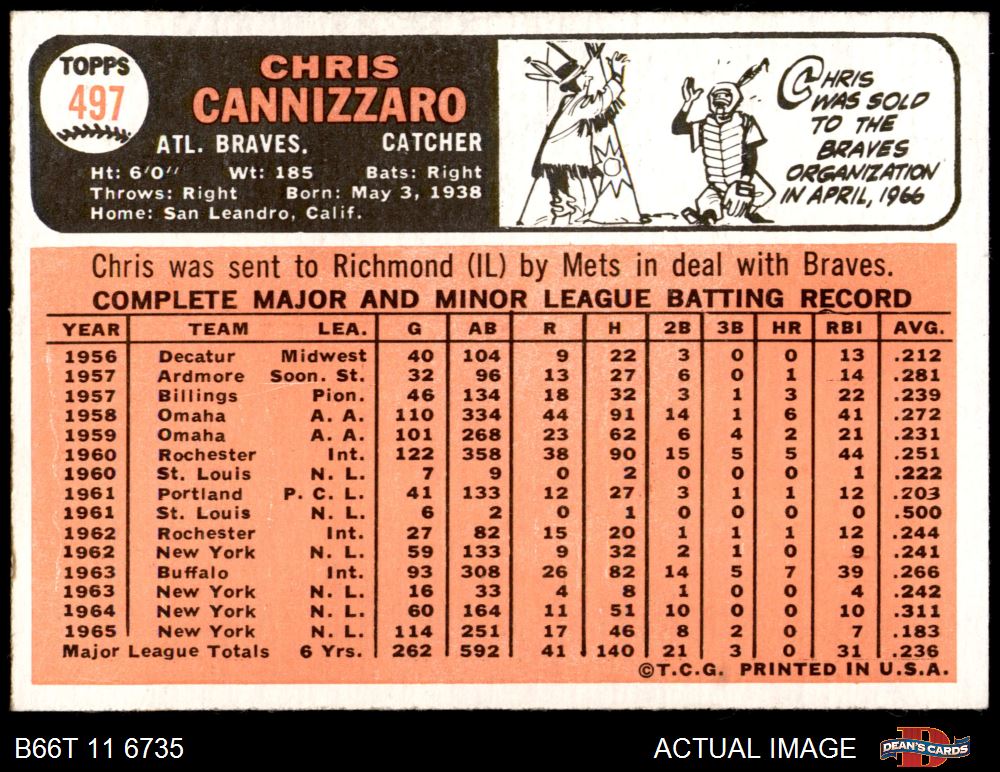 TOPPS
497
CHRIS
CANNIZZARO
ATL. BRAVES. CATCHER
Ht: 6'0" Wt: 185 Bats: Right
Throws: Right Born: May 3, 1938
Home: San Leandro, Calif.
CHRIS
WAS SOLD
TO THE
BRAVES
ORGANIZATION
IN APRIL, 1966
Chris was sent to Richmond (IL) by Mets in deal with Braves.
COMPLETE MAJOR AND MINOR LEAGUE BATTING RECORD
YEAR TEAM LEA. G AB R H 2B 3B HR RBI AVG.
1956 Decatur Midwest 40 104 9 22 3 0 0 13 .212
1957 Ardmore Soon. St. 32 96 13 27 6 0 1 14 .281
1957 Billings Pion. 46 134 18 32 3 1 3 22 .239
1958 Omaha A. A. 110 334 44 91 14 1 6 41 .272
1959 Omaha A. A. 101 268 23 62 6 4 2 21 .231
1960 Rochester Int. 122 358 38 90 15 5 5 44 .251
1960 St. Louis N. L. 7 9 0 2 0 0 0 1 .222
1961 Portland P. C. L. 41 133 12 27 3 1 1 12 .203
1961 St. Louis N. L. 6 2 0 1 0 0 0 0 .500
1962 Rochester Int. 27 82 15 20 1 1 1 12 .244
1962 New York N. L. 59 133 9 32 2 1 0 9 .241
1963 Buffalo Int. 93 308 26 82 14 5 7 39 .266
1963 New York N. L. 16 33 4 8 1 0 0 4 .242
1964 New York N. L. 60 164 11 51 10 0 0 10 .311
1965 New York N. L. 114 251 17 46 8 2 0 7 .183
Major League Totals 6 Yrs. 262 592 41 140 21 3 0 31 .236
©T.C.G. PRINTED IN U.S.A.
B66T 11 6735 ACTUAL IMAGE DEAN'S CARDS